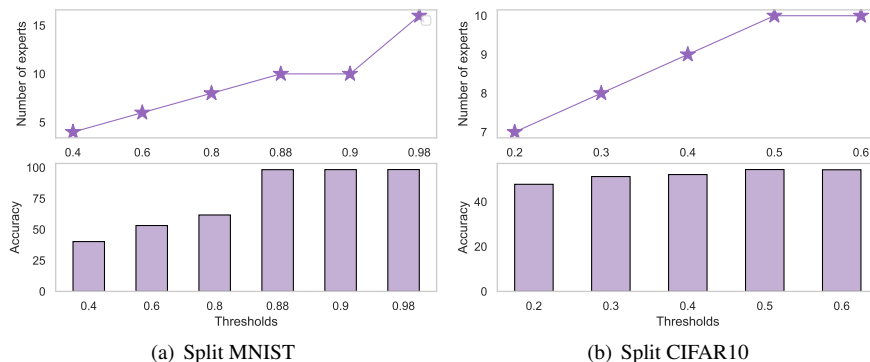 Number of experts
15
10
5
0.4 0.6 0.8 0.88 0.9 0.98
Accuracy
100
75
50
25
0
0.4 0.6 0.8 0.88 0.9 0.98
Thresholds
(a) Split MNIST
Number of experts
10
9
8
7
0.2 0.3 0.4 0.5 0.6
Accuracy
40
20
0
0.2 0.3 0.4 0.5 0.6
Thresholds
(b) Split CIFAR10